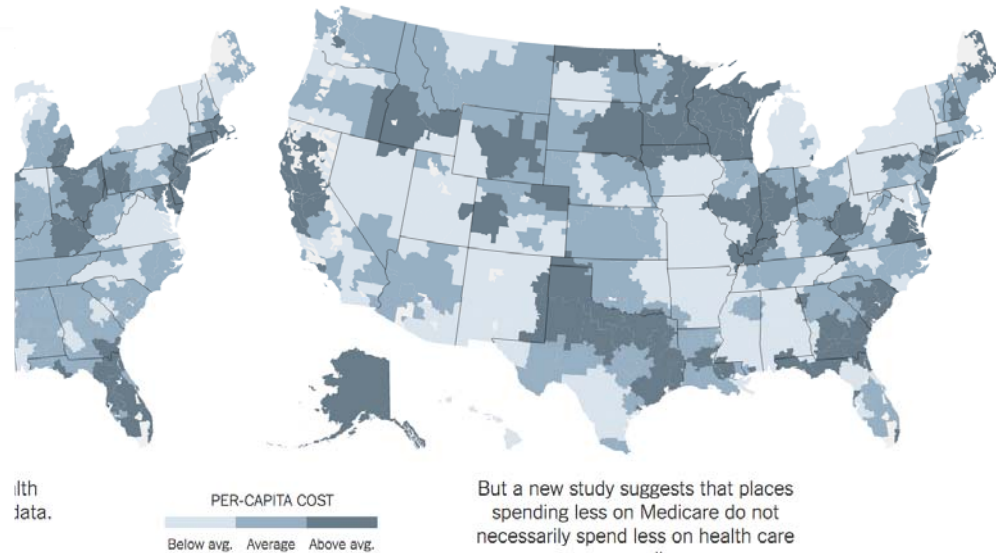 data.
PER-CAPITA COST
Below avg. Average Above avg.
But a new study suggests that places
spending less on Medicare do not
necessarily spend less on health care